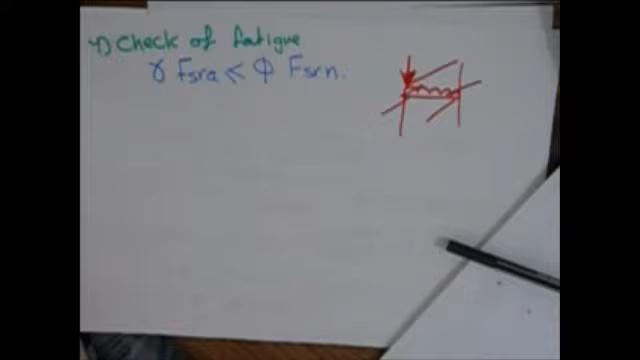 4) Check of fatigue
γ Fsra < Φ Fsrn.